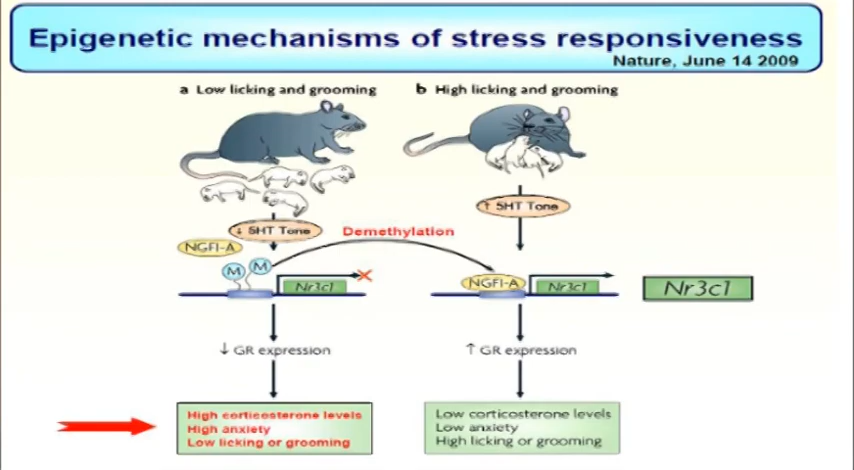 Epigenetic mechanisms of stress responsiveness
Nature, June 14 2009
a Low licking and grooming
b High licking and grooming
↓ 5HT Tone
↑ 5HT Tone
Demethylation
NGFI-A
M
M
Nr3c1
NGFI-A
Nr3c1
Nr3c1
↓ GR expression
↑ GR expression
High corticosterone levels
High anxiety
Low licking or grooming
Low corticosterone levels
Low anxiety
High licking or grooming